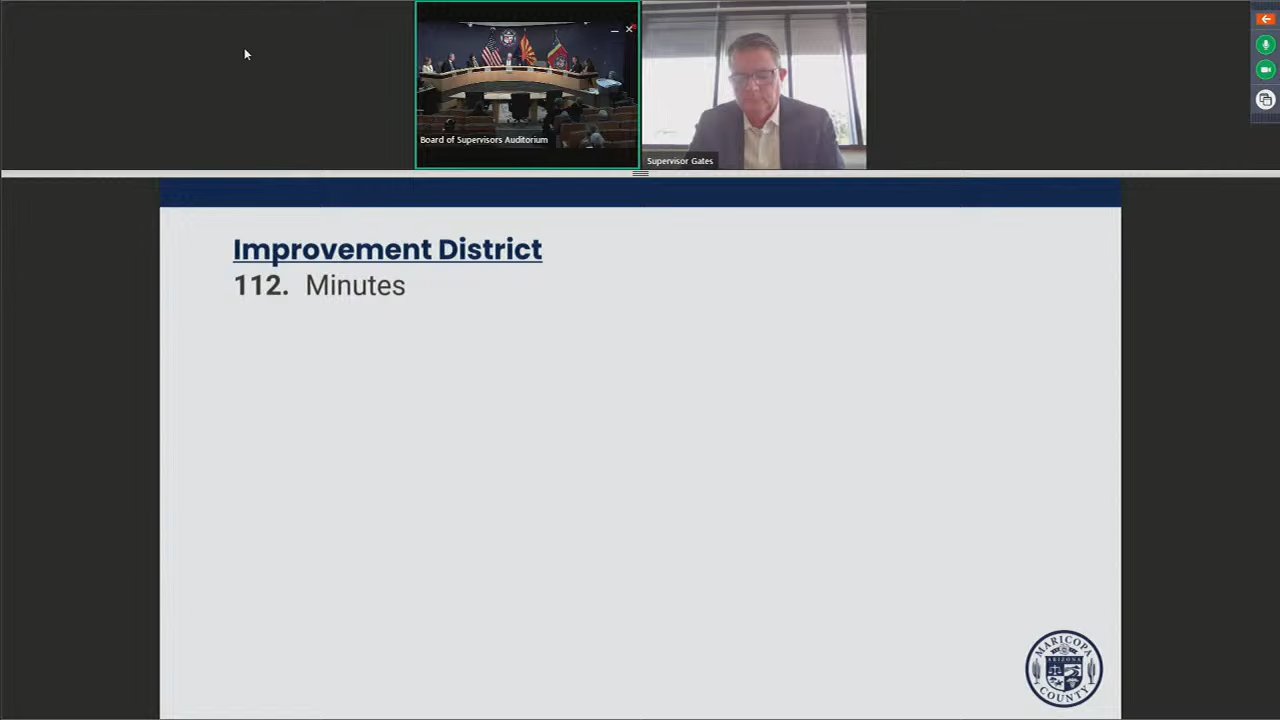 Board of Supervisors Auditorium
Supervisor Gates
Improvement District
112. Minutes
MARICOPA
ARIZONA
COUNTY